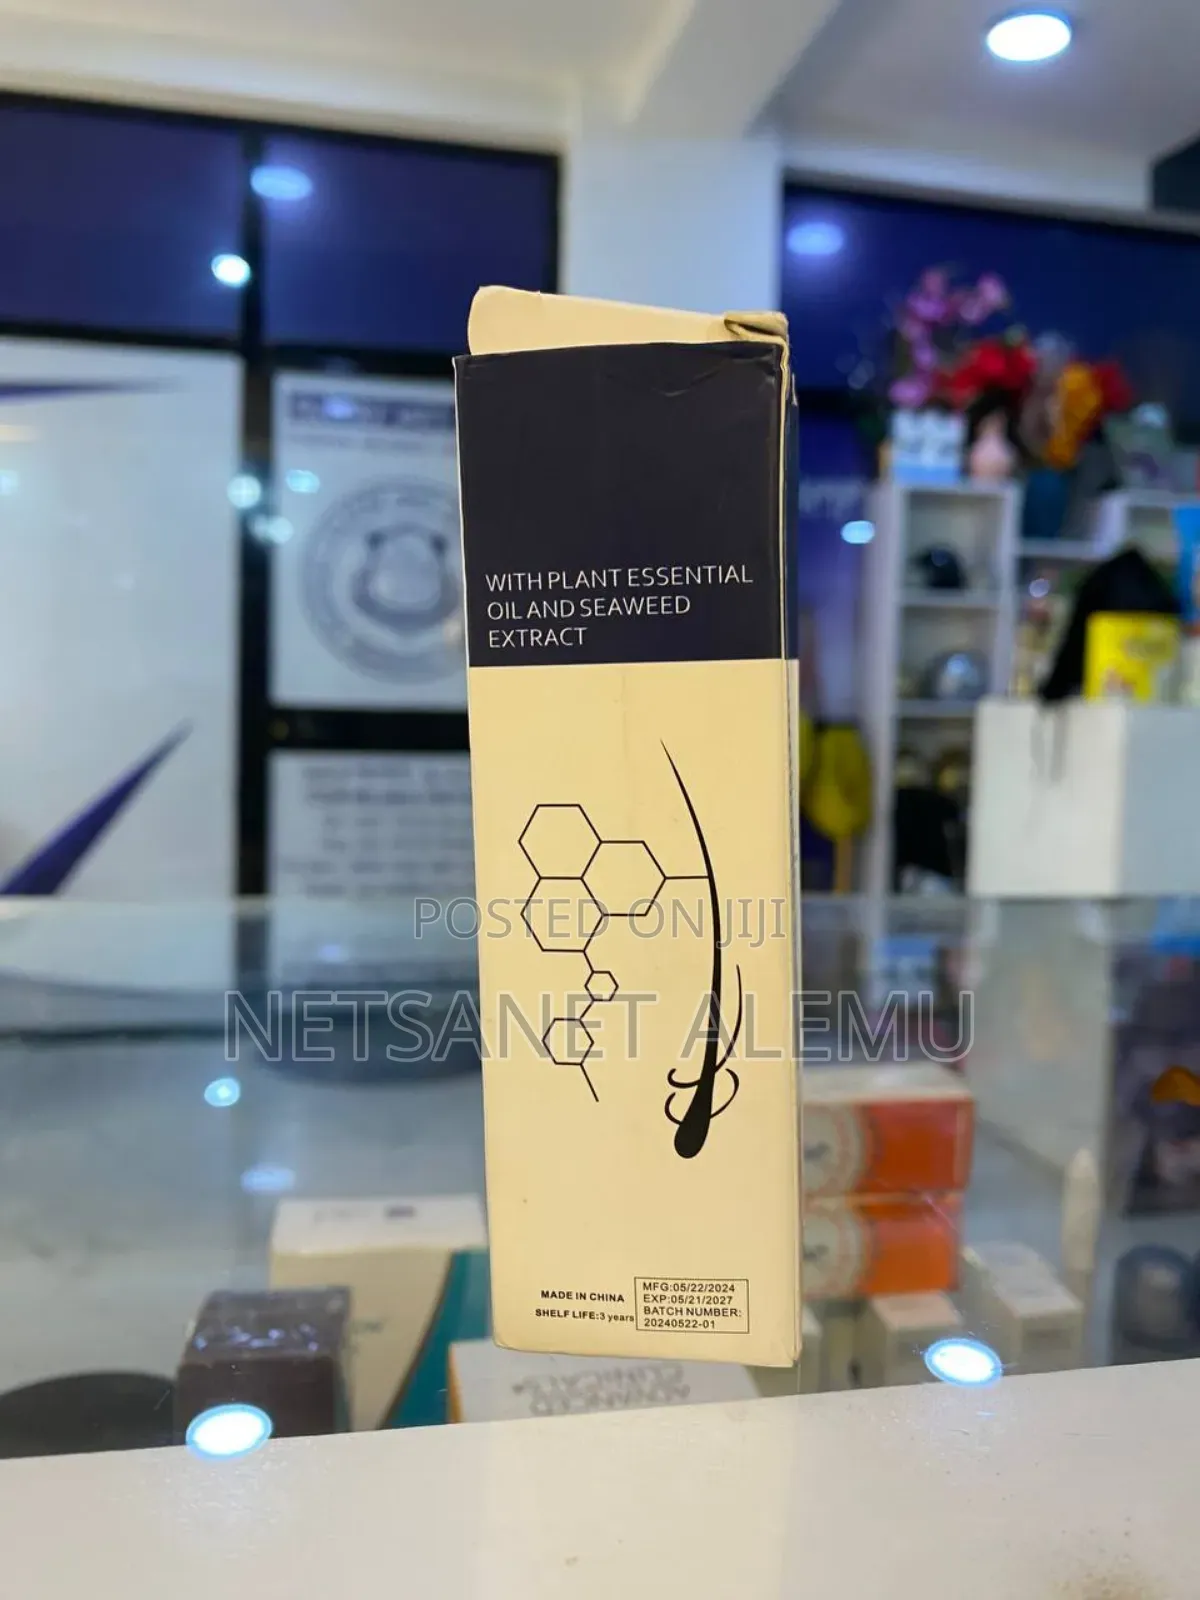 WITH PLANT ESSENTIAL
OIL AND SEAWEED
EXTRACT
POSTED ON JIJI
NETSANET ALEMU
MADE IN CHINA
SHELF LIFE:3 years
MFG:05/22/2024
EXP:05/21/2027
BATCH NUMBER:
20240522-01